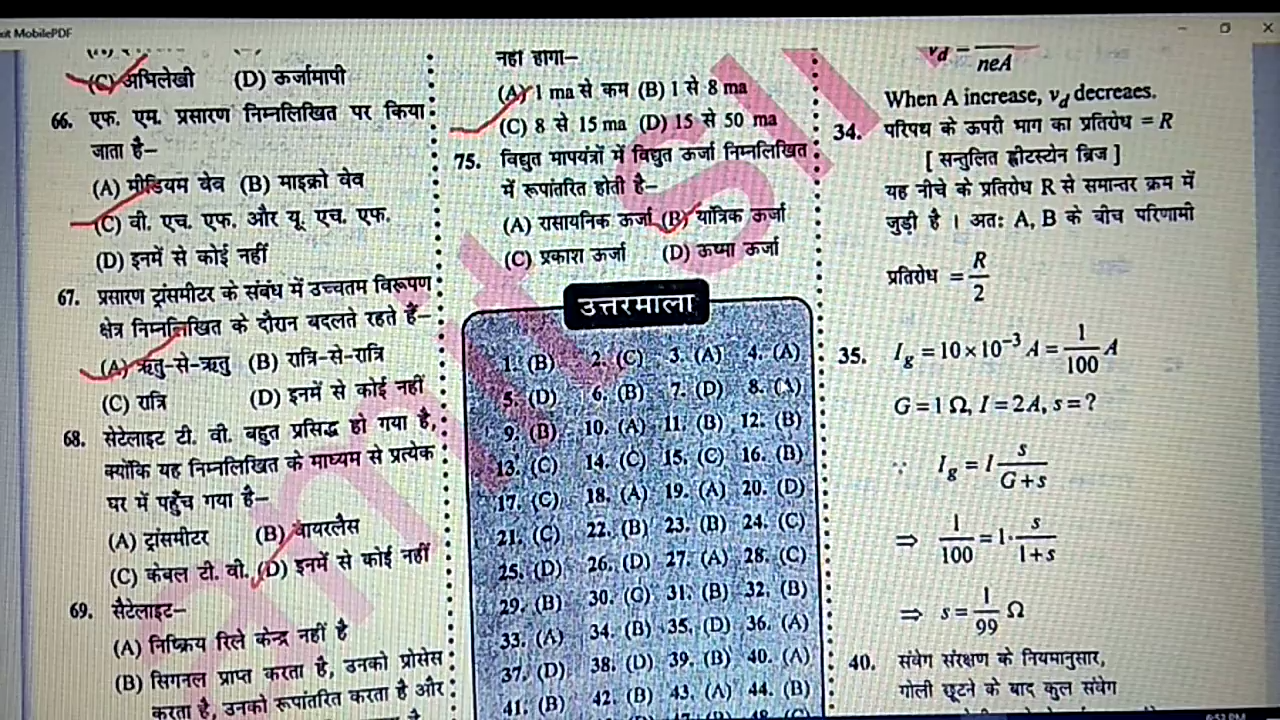 xit MobilePDF
(C) अभिलेखी (D) ऊर्जामापी
66. एफ. एम. प्रसारण निम्नलिखित पर किया
जाता है–
(A) मीडियम वेव (B) माइक्रो वेव
(C) वी. एच. एफ. और यू. एच. एफ.
(D) इनमें से कोई नहीं
67. प्रसारण ट्रांसमीटर के संबंध में उच्चतम विरूपण
क्षेत्र निम्नलिखित के दौरान बदलते रहते हैं–
(A) ऋतु-से-ऋतु (B) रात्रि-से-रात्रि
(C) रात्रि (D) इनमें से कोई नहीं
68. सेटेलाइट टी. वी. बहुत प्रसिद्ध हो गया है,
क्योंकि यह निम्नलिखित के माध्यम से प्रत्येक
घर में पहुँच गया है–
(A) ट्रांसमीटर (B) वायरलैस
(C) केबल टी. वी. (D) इनमें से कोई नहीं
69. सैटेलाइट–
(A) निष्क्रिय रिले केन्द्र नहीं है
(B) सिगनल प्राप्त करता है, उनको प्रोसेस
करता है, उनको रूपांतरित करता है और
नहीं होगा–
(A) 1 ma से कम (B) 1 से 8 ma
(C) 8 से 15 ma (D) 15 से 50 ma
75. विद्युत मापयंत्रों में विद्युत ऊर्जा निम्नलिखित
में रूपांतरित होती है–
(A) रासायनिक ऊर्जा (B) यांत्रिक ऊर्जा
(C) प्रकाश ऊर्जा (D) ऊष्मा ऊर्जा
उत्तरमाला
1. (B) 2. (C) 3. (A) 4. (A)
5. (D) 6. (B) 7. (D) 8. (A)
9. (B) 10. (A) 11. (B) 12. (B)
13. (C) 14. (C) 15. (C) 16. (B)
17. (C) 18. (A) 19. (A) 20. (D)
21. (C) 22. (B) 23. (B) 24. (C)
25. (D) 26. (D) 27. (A) 28. (C)
29. (B) 30. (C) 31. (B) 32. (B)
33. (A) 34. (B) 35. (D) 36. (A)
37. (D) 38. (D) 39. (B) 40. (A)
41. (B) 42. (B) 43. (A) 44. (B)
v_d = / neA
When A increase, v_d decreaes.
34. परिपथ के ऊपरी भाग का प्रतिरोध = R
[ सन्तुलित ह्वीटस्टोन ब्रिज ]
यह नीचे के प्रतिरोध R से समान्तर क्रम में
जुड़ी है । अतः A, B के बीच परिणामी
प्रतिरोध = R/2
35. I_g = 10 × 10⁻³ A = 1/100 A
G = 1 Ω, I = 2A, s = ?
∵ I_g = I s/(G+s)
⇒ 1/100 = 1· s/(1+s)
⇒ s = 1/99 Ω
40. संवेग संरक्षण के नियमानुसार,
गोली छूटने के बाद कुल संवेग